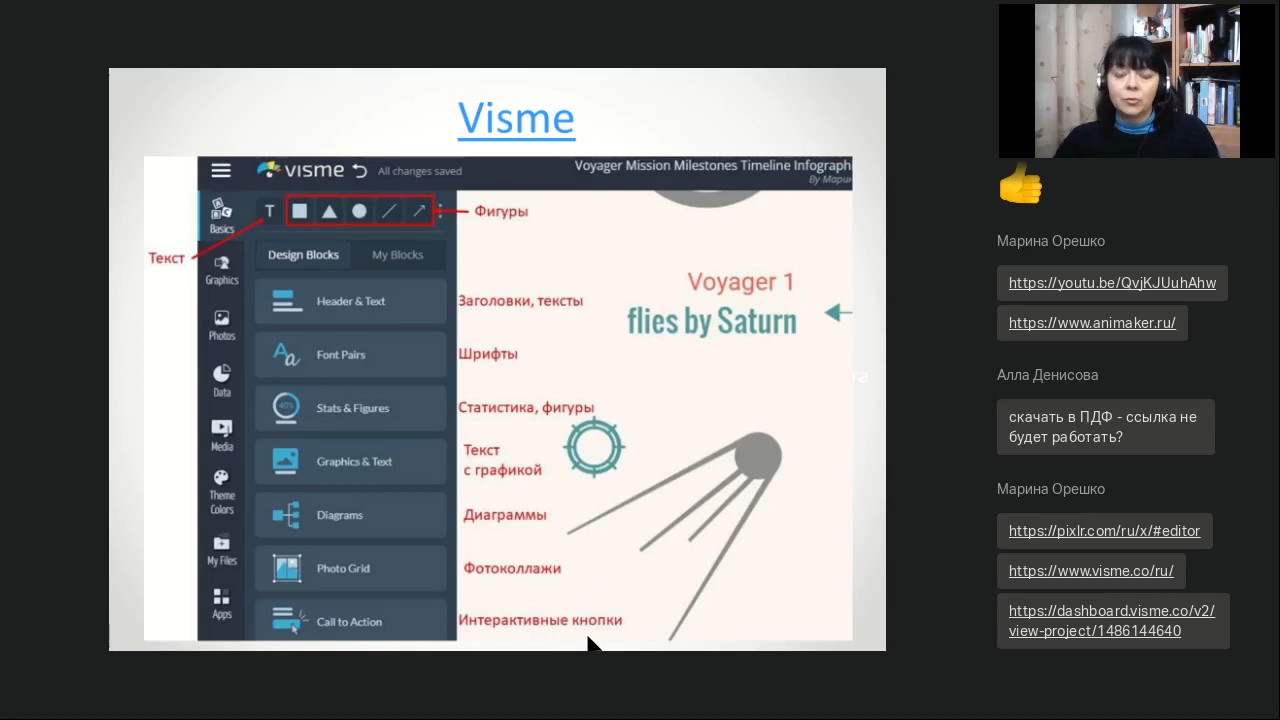 Visme
visme
All changes saved
Voyager Mission Milestones Timeline Infograph
By Марин
T
Фигуры
Basics
Текст
Design Blocks
My Blocks
Graphics
Voyager 1
Header & Text
Заголовки, тексты
flies by Saturn
Photos
Font Pairs
Шрифты
Data
40%
Stats & Figures
Статистика, фигуры
Media
Graphics & Text
Текст
с графикой
Theme
Colors
Diagrams
Диаграммы
My Files
Photo Grid
Фотоколлажи
Apps
Call to Action
Интерактивные кнопки
га
Марина Орешко
https://youtu.be/QvjKJUuhAhw
https://www.animaker.ru/
Алла Денисова
скачать в ПДФ - ссылка не
будет работать?
Марина Орешко
https://pixlr.com/ru/x/#editor
https://www.visme.co/ru/
https://dashboard.visme.co/v2/
view-project/1486144640